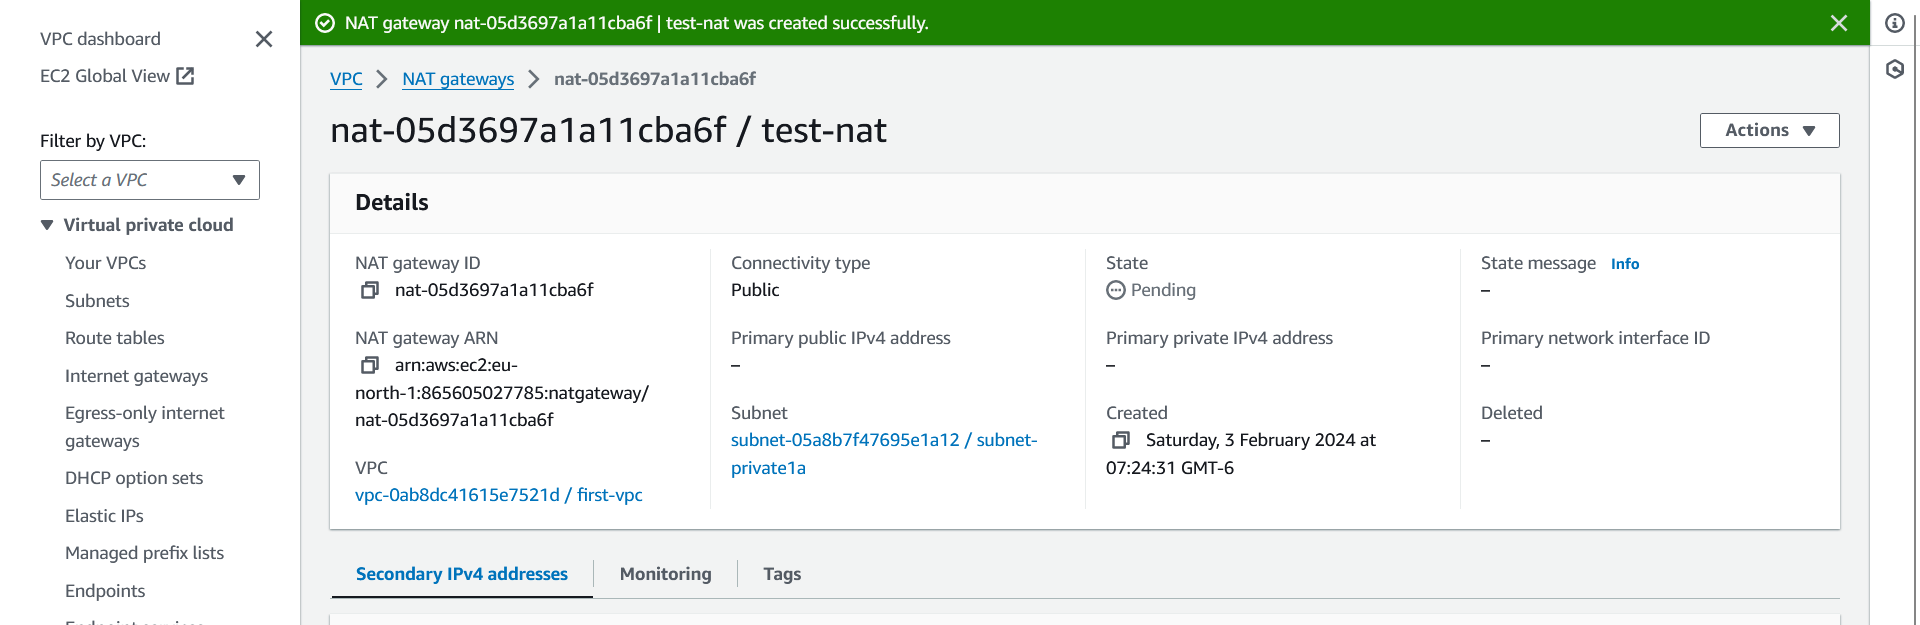 VPC dashboard
EC2 Global View
Filter by VPC:
Select a VPC
Virtual private cloud
Your VPCs
Subnets
Route tables
Internet gateways
Egress-only internet
gateways
DHCP option sets
Elastic IPs
Managed prefix lists
Endpoints
NAT gateway nat-05d3697a1a11cba6f | test-nat was created successfully.
VPC > NAT gateways > nat-05d3697a1a11cba6f
nat-05d3697a1a11cba6f / test-nat
Actions
Details
NAT gateway ID
nat-05d3697a1a11cba6f
NAT gateway ARN
arn:aws:ec2:eu-
north-1:865605027785:natgateway/
nat-05d3697a1a11cba6f
VPC
vpc-0ab8dc41615e7521d / first-vpc
Connectivity type
Public
Primary public IPv4 address
–
Subnet
subnet-05a8b7f47695e1a12 / subnet-
private1a
State
Pending
Primary private IPv4 address
–
Created
Saturday, 3 February 2024 at
07:24:31 GMT-6
State message Info
–
Primary network interface ID
–
Deleted
–
Secondary IPv4 addresses
Monitoring
Tags